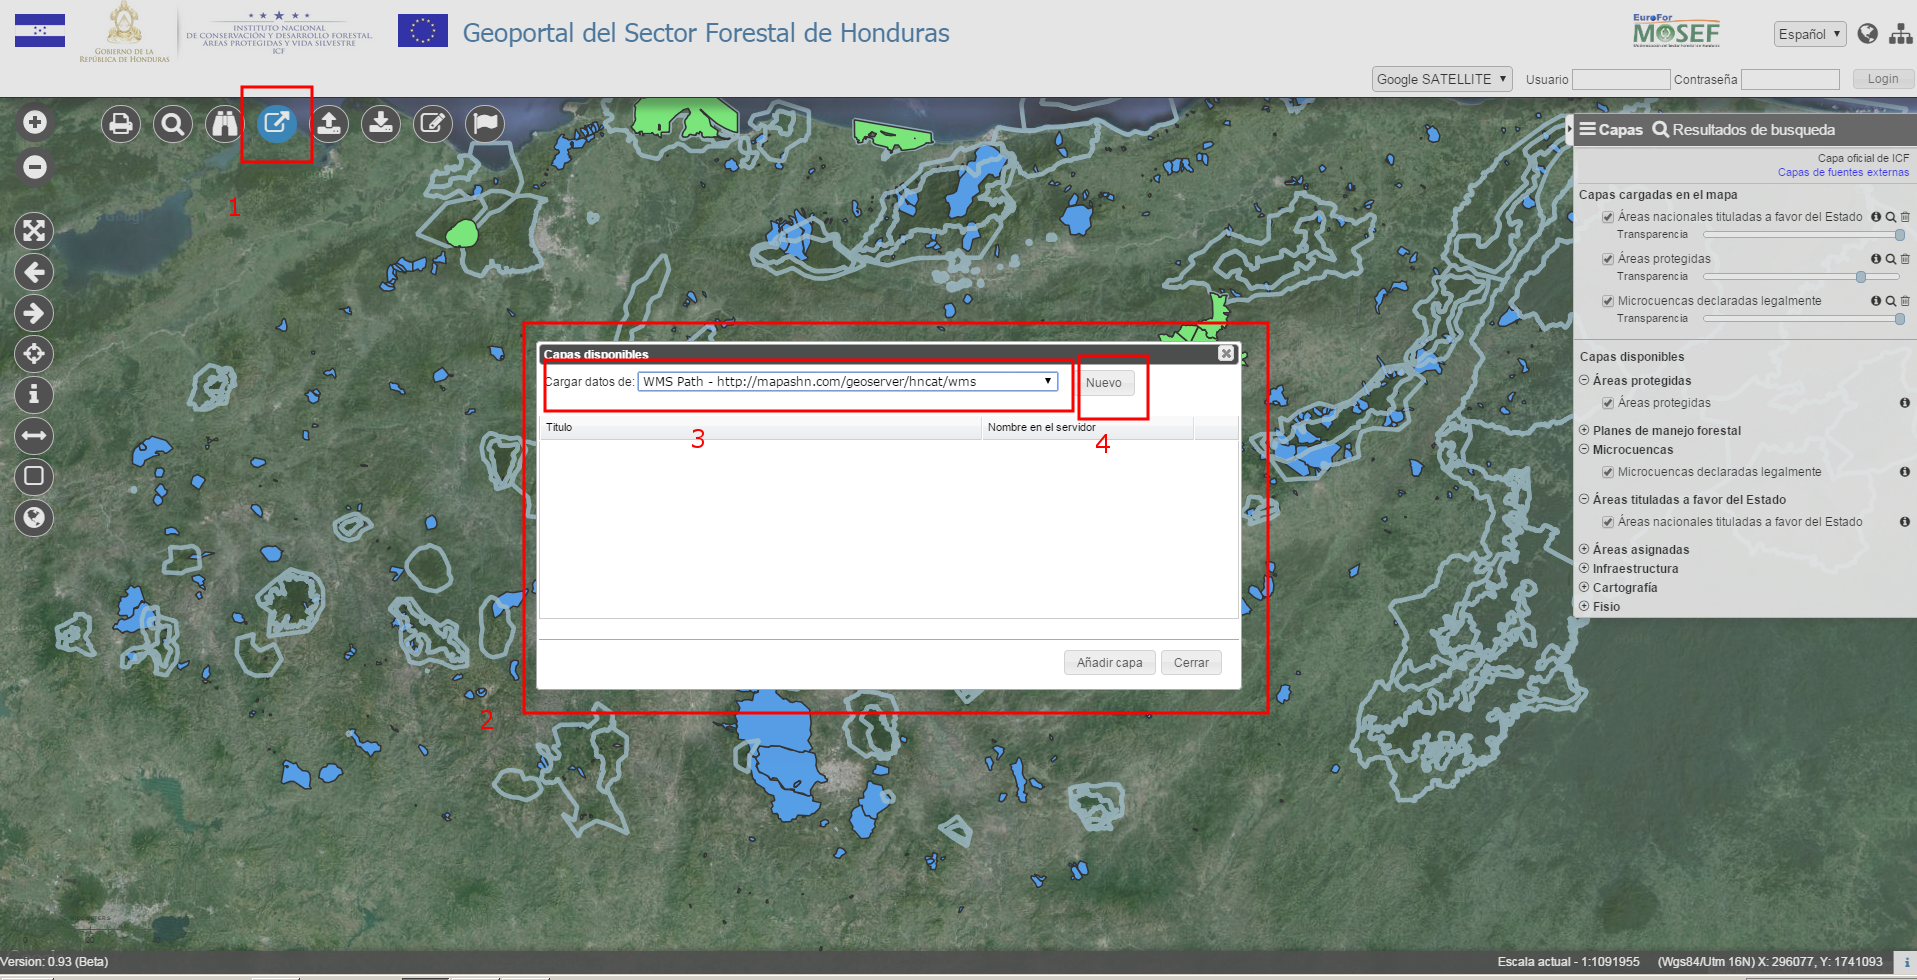 GOBIERNO DE LA
REPÚBLICA DE HONDURAS
INSTITUTO NACIONAL
DE CONSERVACIÓN Y DESARROLLO FORESTAL,
ÁREAS PROTEGIDAS Y VIDA SILVESTRE
ICF
Geoportal del Sector Forestal de Honduras
EuroFor
MOSEF
Español
Google SATELLITE
Usuario
Contraseña
Login
1
Capas
Resultados de busqueda
Capa oficial de ICF
Capas de fuentes externas
Capas cargadas en el mapa
Áreas nacionales tituladas a favor del Estado
Transparencia
Áreas protegidas
Transparencia
Microcuencas declaradas legalmente
Transparencia
Capas disponibles
Áreas protegidas
Áreas protegidas
Planes de manejo forestal
Microcuencas
Microcuencas declaradas legalmente
Áreas tituladas a favor del Estado
Áreas nacionales tituladas a favor del Estado
Áreas asignadas
Infraestructura
Cartografía
Fisio
Capas disponibles
Cargar datos de: WMS Path - http://mapashn.com/geoserver/hncat/wms
Nuevo
Título
Nombre en el servidor
3
4
Añadir capa
Cerrar
2
Version: 0.93 (Beta)
Escala actual - 1:1091955
(Wgs84/Utm 16N) X: 296077, Y: 1741093